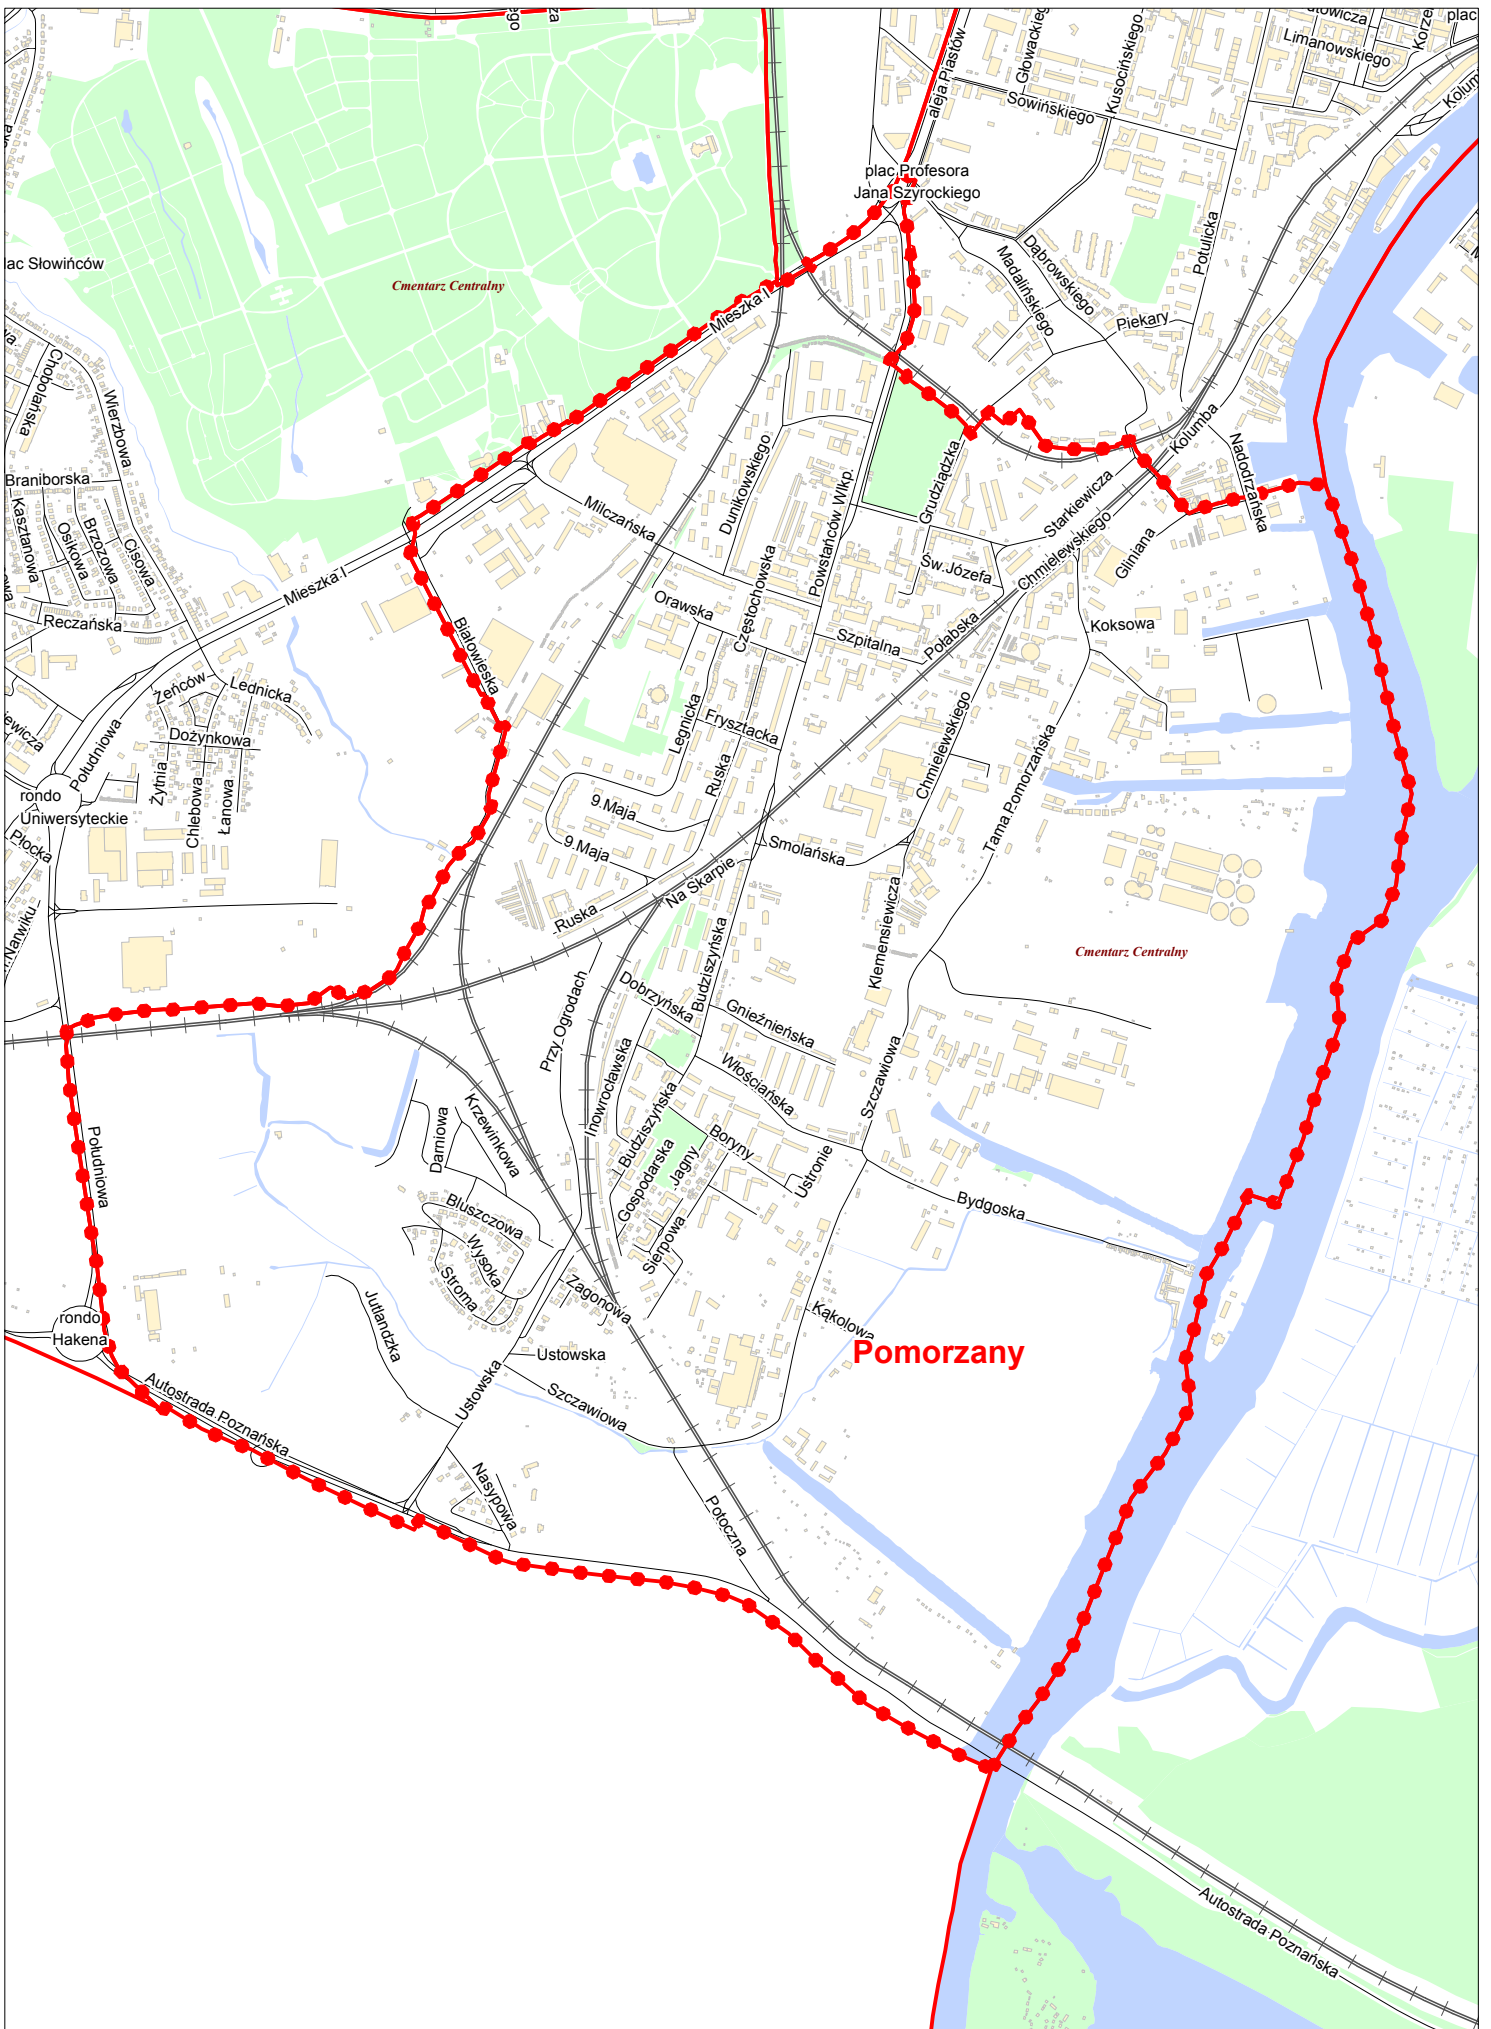 Limanowskiego
plac
Głowackieg
aleja Piastów
Kusocińskiego
Sowińskiego
plac Profesora
Jana Szyrockiego
Potulicka
Dąbrowskiego
Madalińskiego
Piekary
lac Słowińców
Cmentarz Centralny
Mieszka I
Chobolańska
Wierzbowa
Braniborska
Kasztanowa
Osikowa
Brzozowa
Cisowa
Reczańska
Mieszka I
Milczańska
Dunikowskiego
Powstańców Wlkp.
Grudziądzka
Kolumba
Nadodrzańska
Starkiewicza
Chmielewskiego
Gliniana
Św. Józefa
Częstochowska
Orawska
Szpitalna
Połabska
Koksowa
Białowieska
Żeńców
Lednicka
Dożynkowa
Południowa
iewicza
Żytnia
Chlebowa
Łanowa
rondo
Uniwersyteckie
Płocka
Narwiku
Legnicka
Frysztacka
Ruska
9 Maja
9 Maja
Chmielewskiego
Tama Pomorzańska
Smolańska
Na Skarpie
Ruska
Klemensiewicza
Budziszyńska
Cmentarz Centralny
Przy Ogrodach
Dobrzyńska
Gnieźnieńska
Włościańska
Szczawiowa
Inowrocławska
Budziszyńska
Damiowa
Krzewinkowa
Południowa
Boryny
Gospodarska
Jagny
Ustronie
Sierpowa
Bydgoska
Bluszczowa
Wysoka
Stroma
Zagonowa
Jutlandzka
Kąkolowa
Pomorzany
rondo
Hakena
Ustowska
Ustowska
Szczawiowa
Autostrada Poznańska
Nasypowa
Potoczna
Autostrada Poznańska